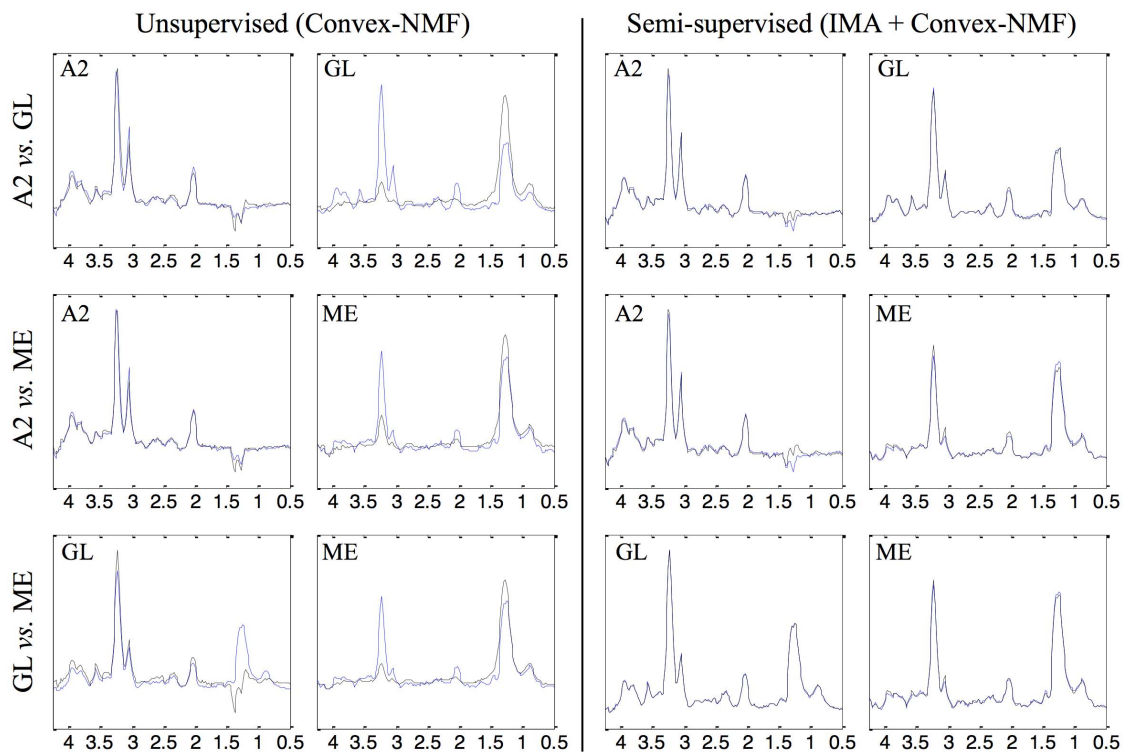 Unsupervised (Convex-NMF)
Semi-supervised (IMA + Convex-NMF)
A2 vs. GL
A2
GL
A2
GL
4 3.5 3 2.5 2 1.5 1 0.5
4 3.5 3 2.5 2 1.5 1 0.5
4 3.5 3 2.5 2 1.5 1 0.5
4 3.5 3 2.5 2 1.5 1 0.5
A2 vs. ME
A2
ME
A2
ME
4 3.5 3 2.5 2 1.5 1 0.5
4 3.5 3 2.5 2 1.5 1 0.5
4 3.5 3 2.5 2 1.5 1 0.5
4 3.5 3 2.5 2 1.5 1 0.5
GL vs. ME
GL
ME
GL
ME
4 3.5 3 2.5 2 1.5 1 0.5
4 3.5 3 2.5 2 1.5 1 0.5
4 3.5 3 2.5 2 1.5 1 0.5
4 3.5 3 2.5 2 1.5 1 0.5